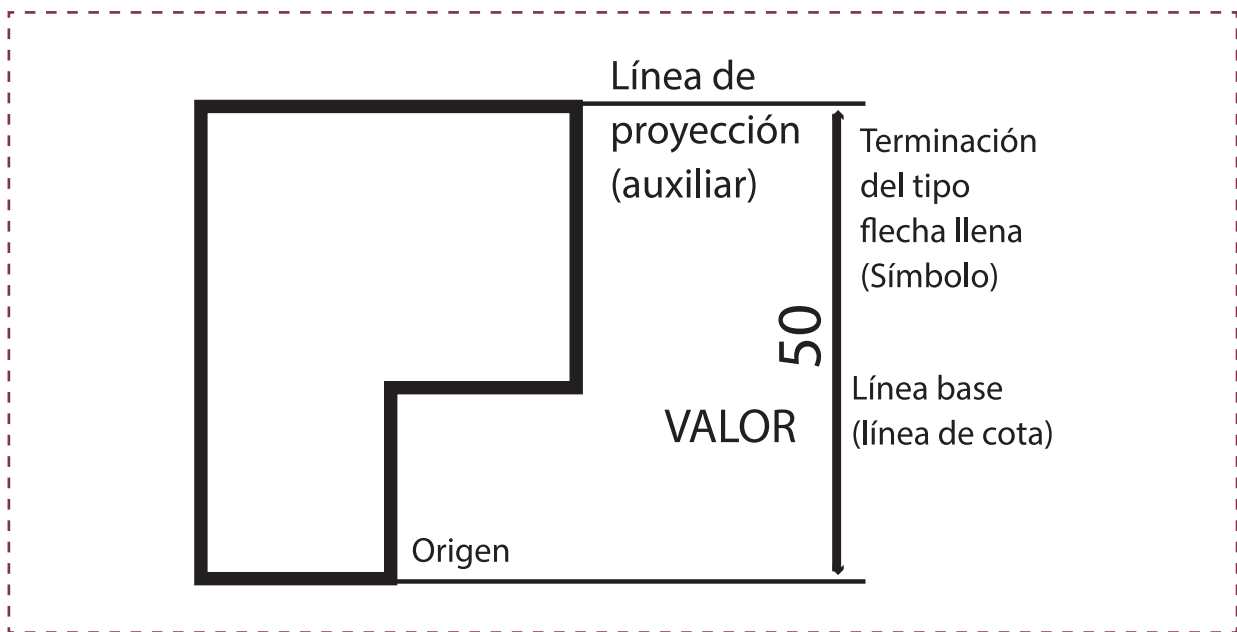 Línea de
proyección
(auxiliar)
Terminación
del tipo
flecha llena
(Símbolo)
50
Línea base
(línea de cota)
VALOR
Origen